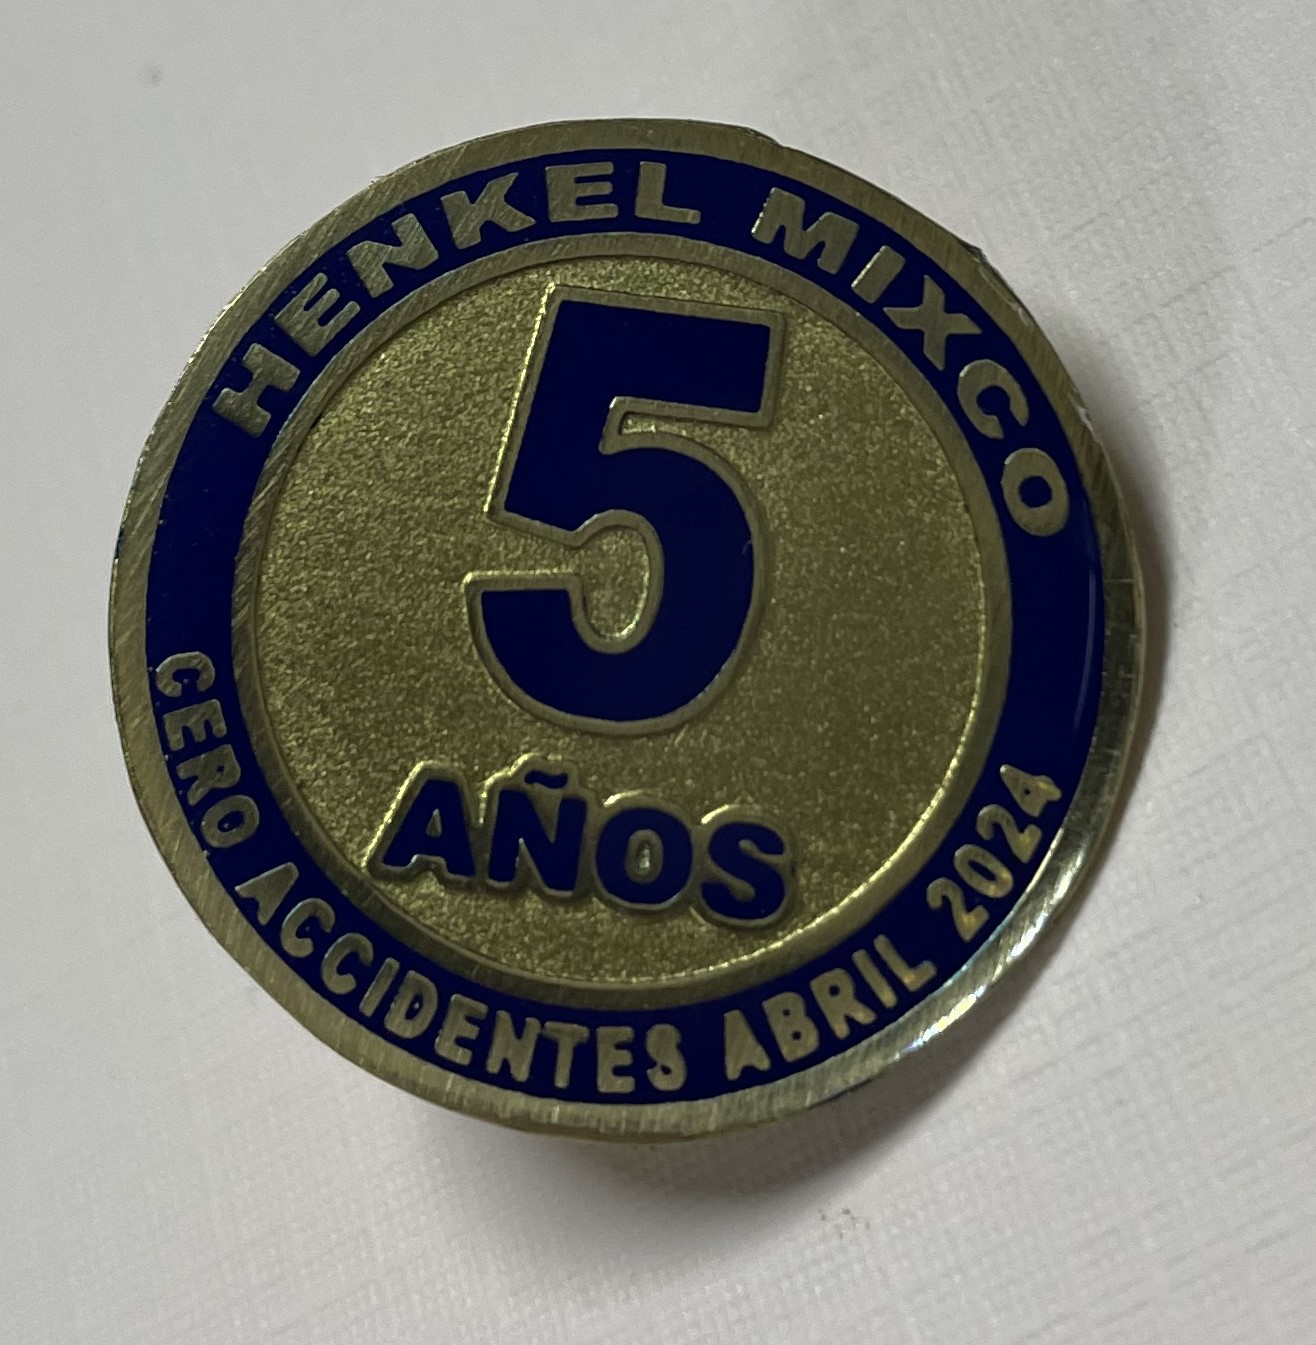 HENKEL MIXCO
5
AÑOS
CERO ACCIDENTES ABRIL 2024